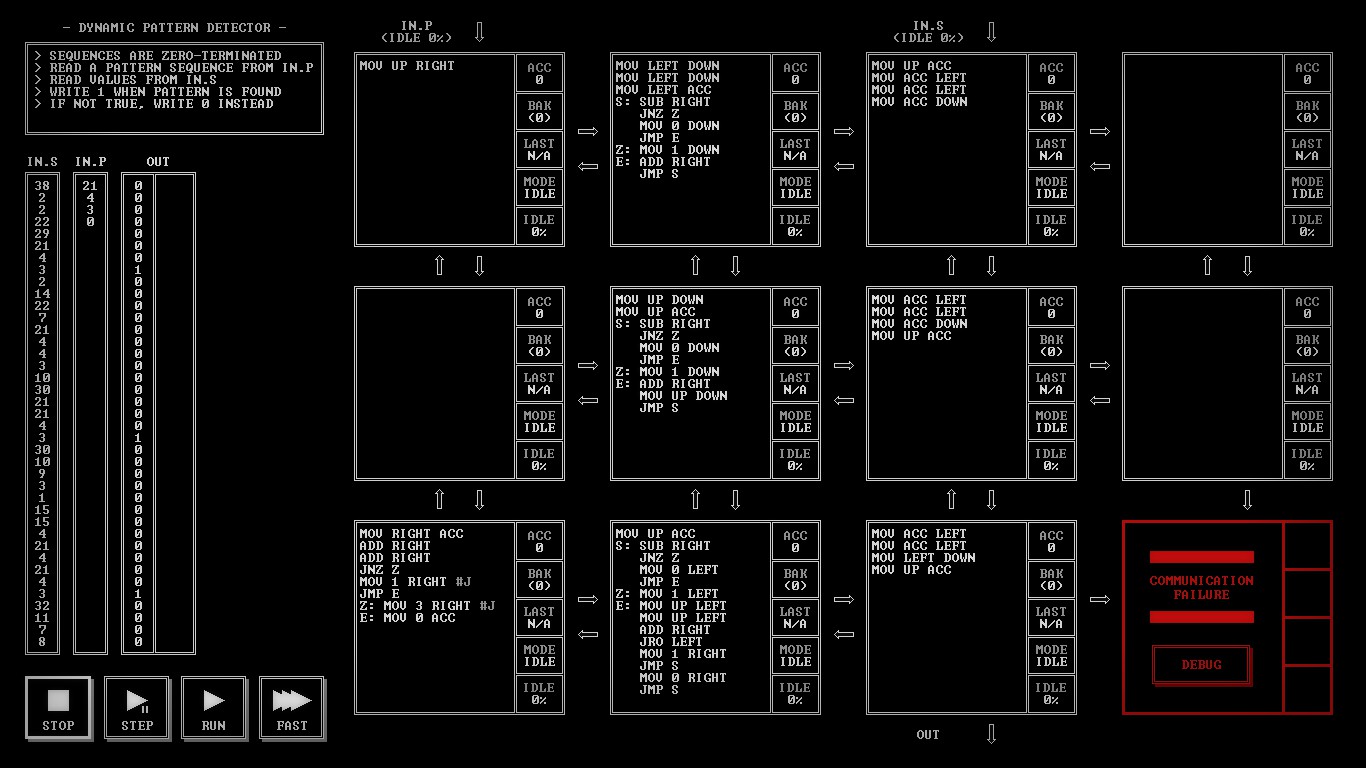 - DYNAMIC PATTERN DETECTOR -
> SEQUENCES ARE ZERO-TERMINATED
> READ A PATTERN SEQUENCE FROM IN.P
> READ VALUES FROM IN.S
> WRITE 1 WHEN PATTERN IS FOUND
> IF NOT TRUE, WRITE 0 INSTEAD
IN.S IN.P OUT
38 21 0
2 4 0
2 3 0
22 0 0
29 0
21 0
4 0
3 1
2 0
14 0
22 0
7 0
21 0
4 0
4 0
3 0
10 0
30 0
21 0
21 0
4 0
3 1
30 0
10 0
9 0
3 0
1 0
15 0
15 0
4 0
21 0
4 0
21 0
4 0
3 1
32 0
11 0
7 0
8 0
STOP
STEP
RUN
FAST
IN.P
(IDLE 0%)
IN.S
(IDLE 0%)
MOV UP RIGHT
ACC
0
BAK
(0)
LAST
N/A
MODE
IDLE
IDLE
0%
MOV LEFT DOWN
MOV LEFT DOWN
MOV LEFT ACC
S: SUB RIGHT
JNZ Z
MOV 0 DOWN
JMP E
Z: MOV 1 DOWN
E: ADD RIGHT
JMP S
ACC
0
BAK
(0)
LAST
N/A
MODE
IDLE
IDLE
0%
MOV UP ACC
MOV ACC LEFT
MOV ACC LEFT
MOV ACC DOWN
ACC
0
BAK
(0)
LAST
N/A
MODE
IDLE
IDLE
0%
ACC
0
BAK
(0)
LAST
N/A
MODE
IDLE
IDLE
0%
ACC
0
BAK
(0)
LAST
N/A
MODE
IDLE
IDLE
0%
MOV UP DOWN
MOV UP ACC
S: SUB RIGHT
JNZ Z
MOV 0 DOWN
JMP E
Z: MOV 1 DOWN
E: ADD RIGHT
MOV UP DOWN
JMP S
ACC
0
BAK
(0)
LAST
N/A
MODE
IDLE
IDLE
0%
MOV ACC LEFT
MOV ACC LEFT
MOV ACC DOWN
MOV UP ACC
ACC
0
BAK
(0)
LAST
N/A
MODE
IDLE
IDLE
0%
ACC
0
BAK
(0)
LAST
N/A
MODE
IDLE
IDLE
0%
MOV RIGHT ACC
ADD RIGHT
ADD RIGHT
JNZ Z
MOV 1 RIGHT #J
JMP E
Z: MOV 3 RIGHT #J
E: MOV 0 ACC
ACC
0
BAK
(0)
LAST
N/A
MODE
IDLE
IDLE
0%
MOV UP ACC
S: SUB RIGHT
JNZ Z
MOV 0 LEFT
JMP E
Z: MOV 1 LEFT
E: MOV UP LEFT
MOV UP LEFT
ADD RIGHT
JRO LEFT
MOV 1 RIGHT
JMP S
MOV 0 RIGHT
JMP S
ACC
0
BAK
(0)
LAST
N/A
MODE
IDLE
IDLE
0%
MOV ACC LEFT
MOV ACC LEFT
MOV LEFT DOWN
MOV UP ACC
ACC
0
BAK
(0)
LAST
N/A
MODE
IDLE
IDLE
0%
COMMUNICATION
FAILURE
DEBUG
OUT